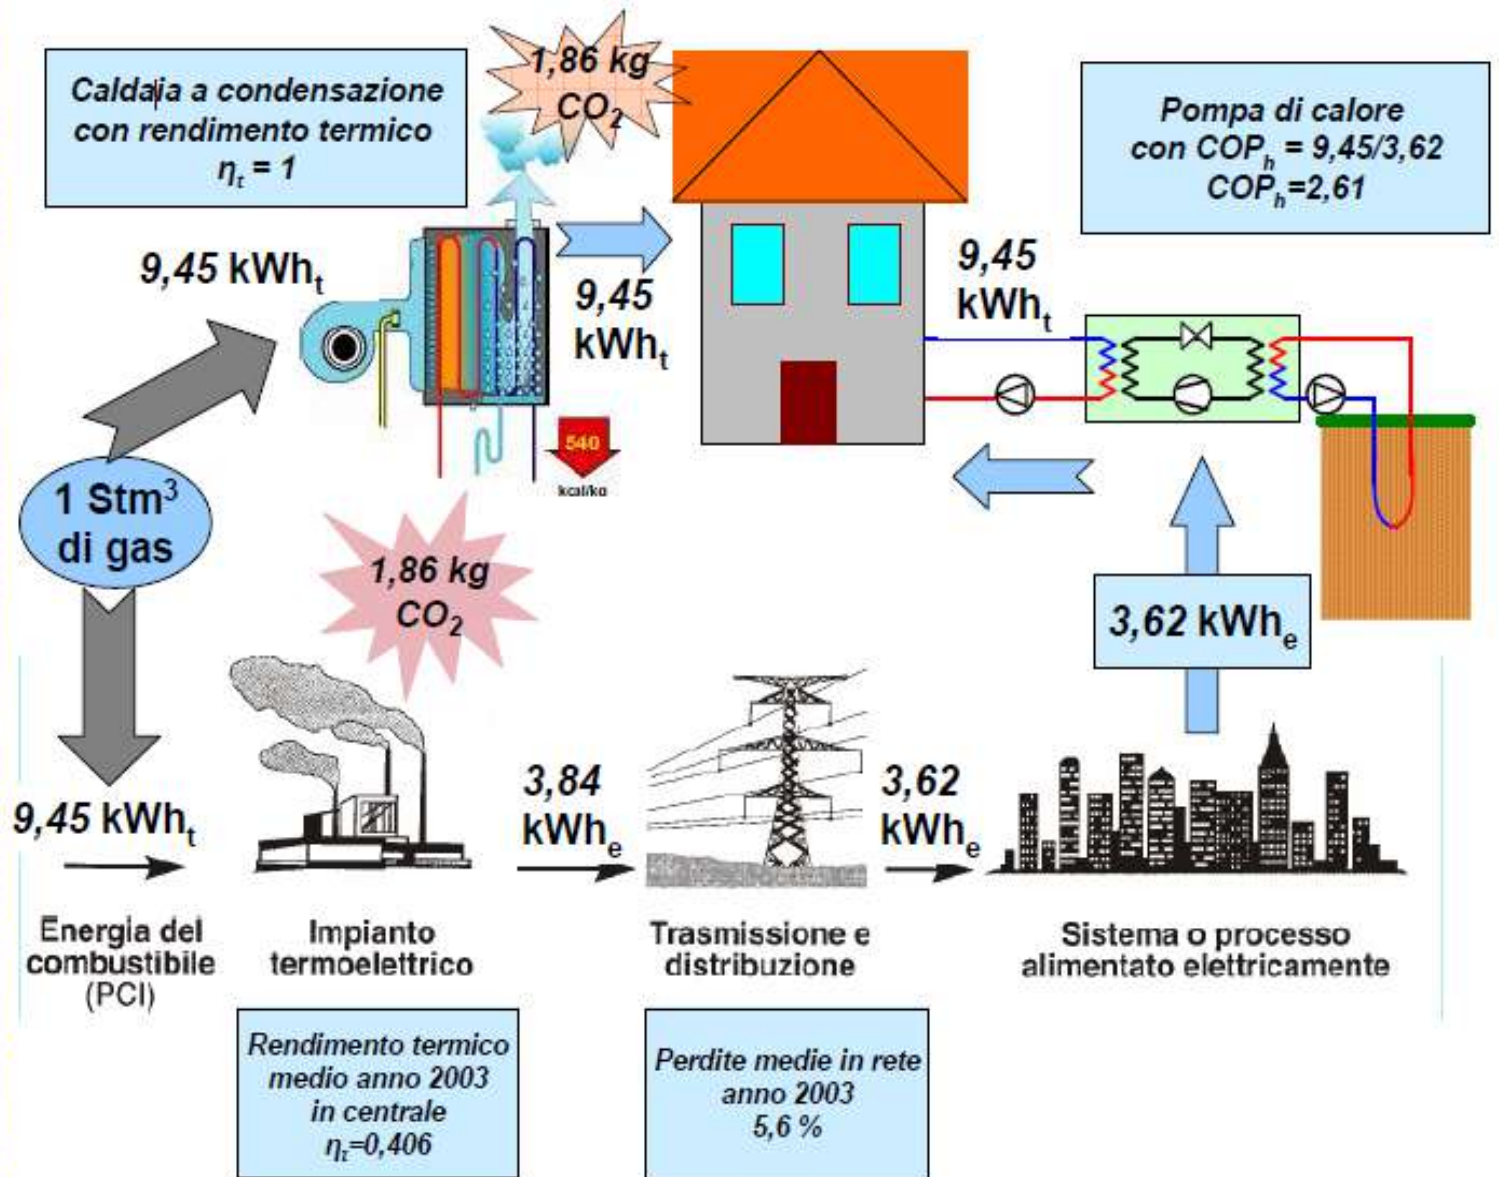 Caldaia a condensazione
con rendimento termico
ηt = 1
1,86 kg
CO2
Pompa di calore
con COPh = 9,45/3,62
COPh=2,61
9,45 kWht
9,45
kWht
9,45
kWht
540
kcal/kg
1 Stm3
di gas
1,86 kg
CO2
3,62 kWhe
9,45 kWht
3,84
kWhe
3,62
kWhe
Energia del
combustibile
(PCI)
Impianto
termoelettrico
Trasmissione e
distribuzione
Sistema o processo
alimentato elettricamente
Rendimento termico
medio anno 2003
in centrale
ητ=0,406
Perdite medie in rete
anno 2003
5,6 %